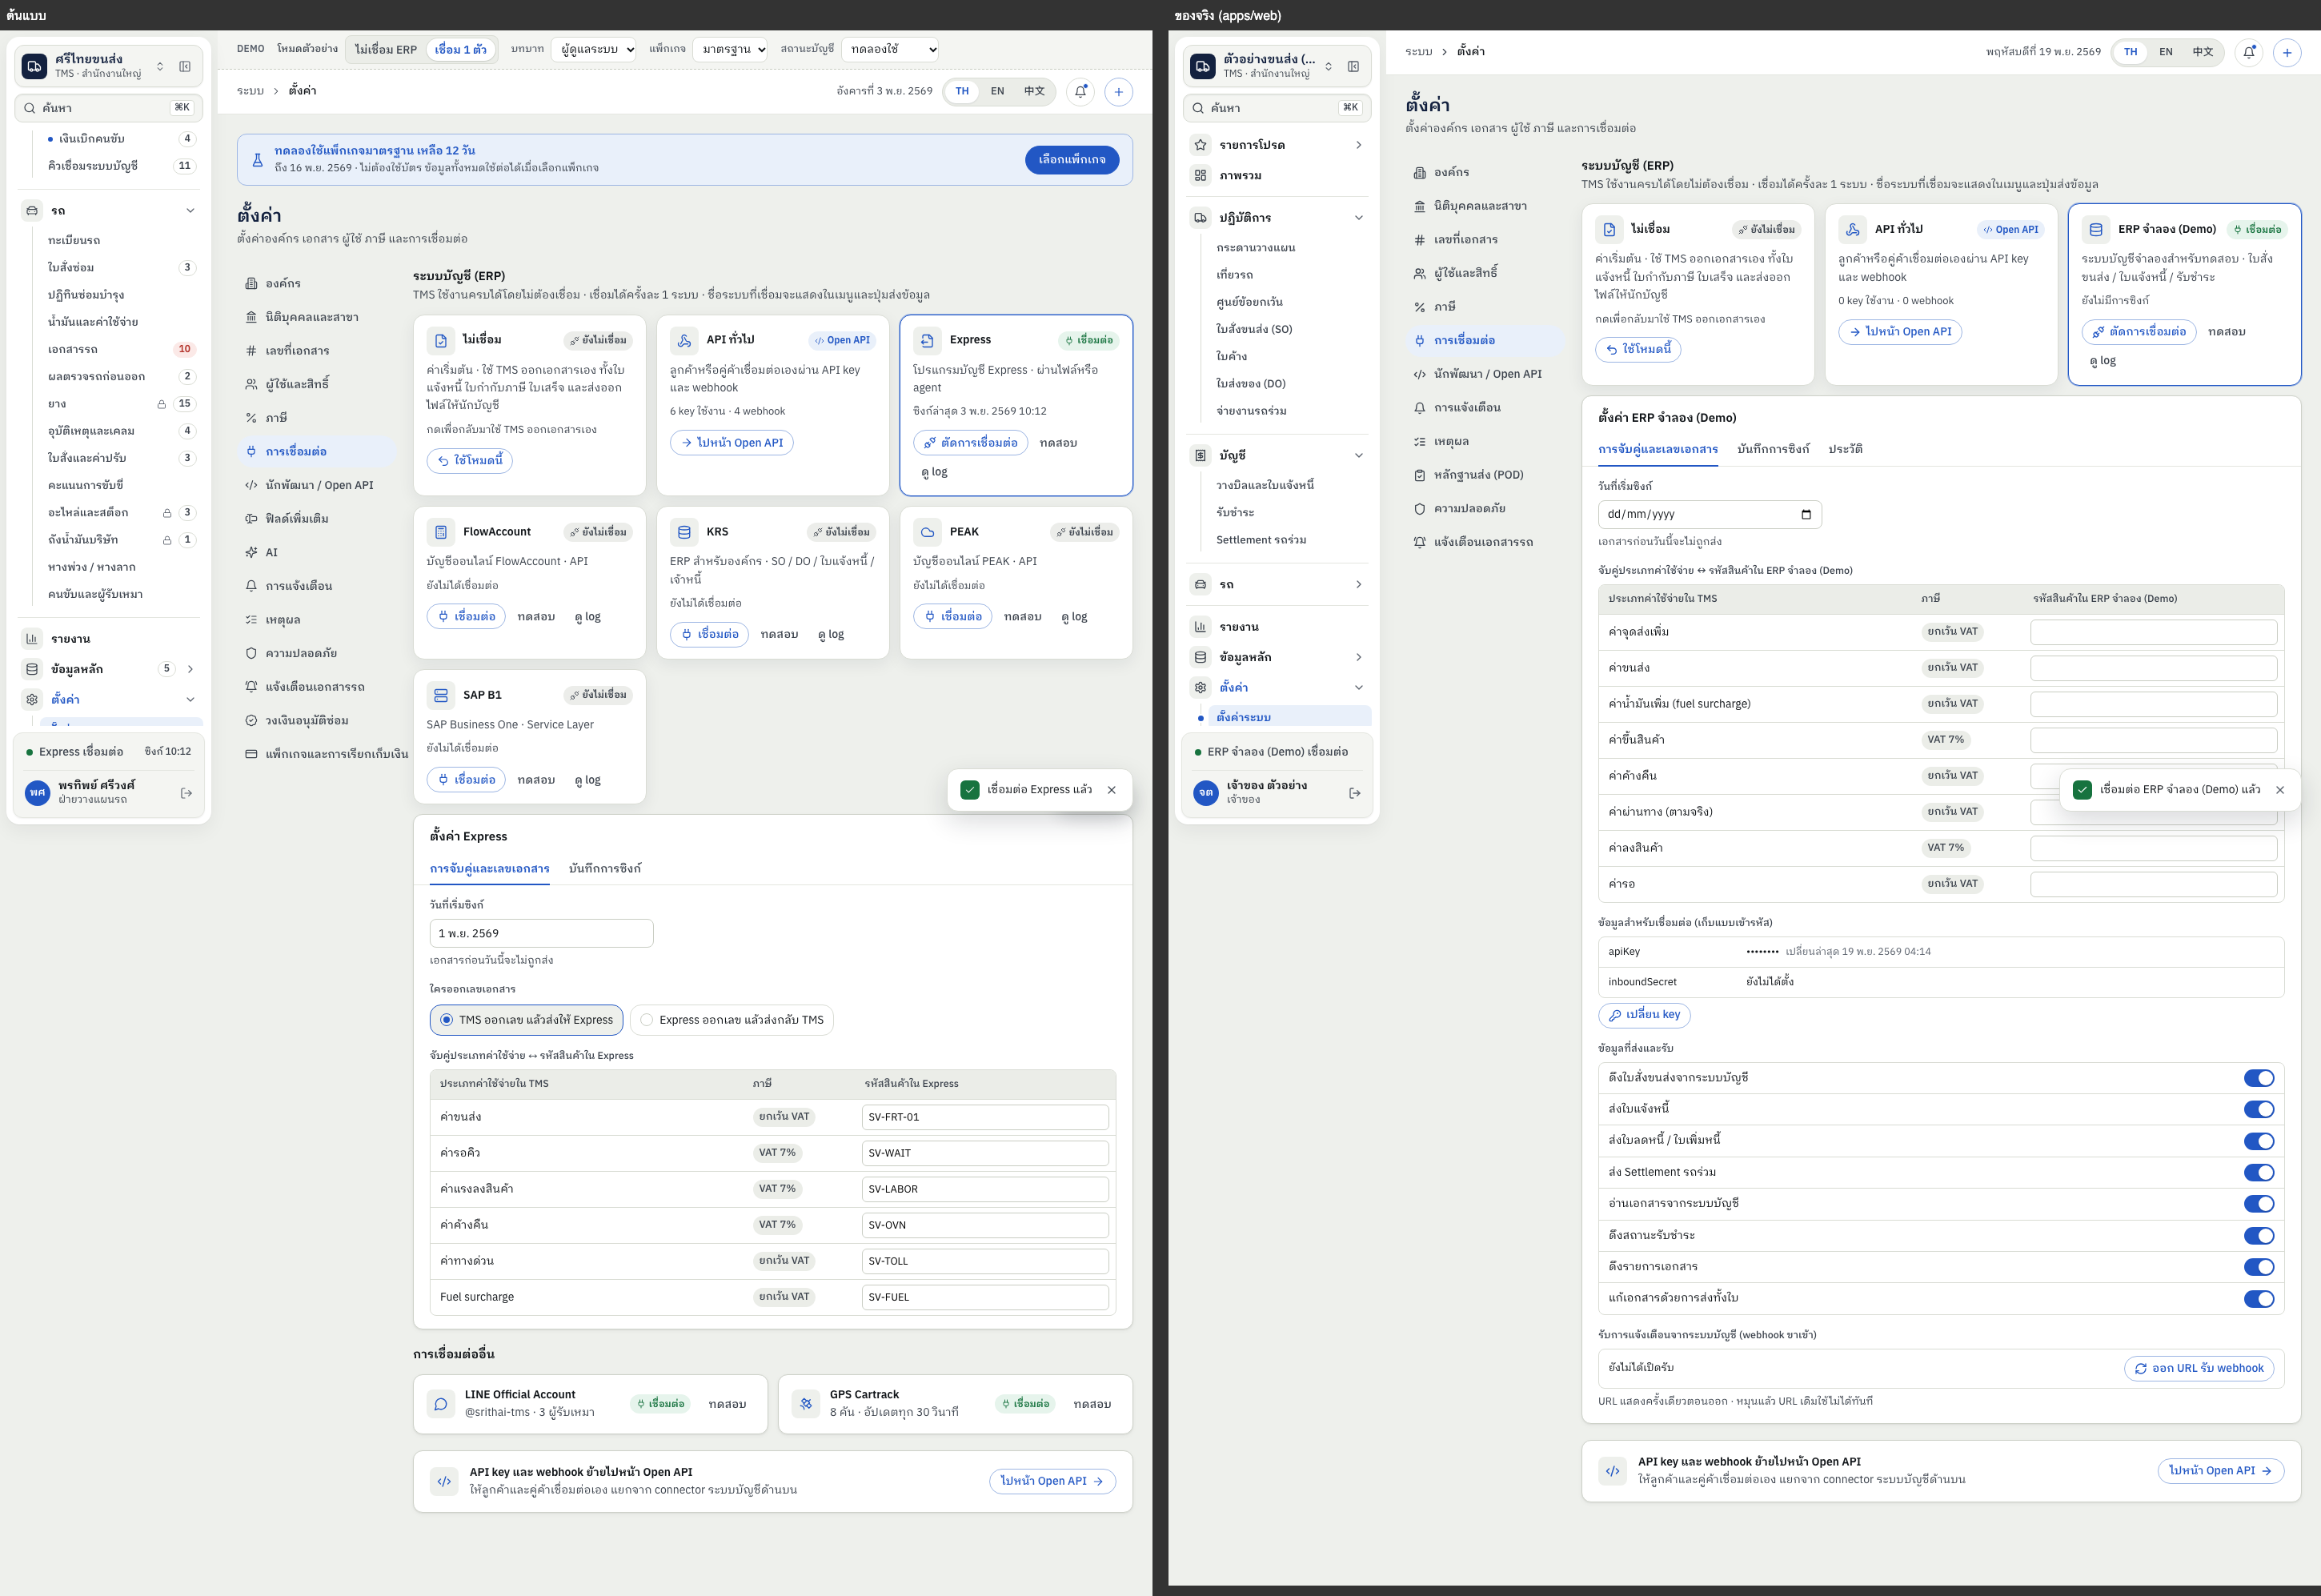 ต้นแบบ
ศรีไทยขนส่ง
TMS · สำนักงานใหญ่
ค้นหา
⌘K
เงินเบิกคนขับ 4
คิวเชื่อมระบบบัญชี 11
รถ
ทะเบียนรถ
ใบสั่งซ่อม 3
ปฏิทินซ่อมบำรุง
น้ำมันและค่าใช้จ่าย
เอกสารรถ 10
ผลตรวจรถก่อนออก 2
ยาง 15
อุบัติเหตุและเคลม 4
ใบสั่งและค่าปรับ 3
คะแนนการขับขี่
อะไหล่และสต็อก 3
ถังน้ำมันบริษัท 1
หางพ่วง / หางลาก
คนขับและผู้รับเหมา
รายงาน
ข้อมูลหลัก 5
ตั้งค่า
Express เชื่อมต่อ ซิงก์ 10:12
พศ
พรทิพย์ ศรีวงศ์
ฝ่ายวางแผนรถ
DEMO โหมดตัวอย่าง ไม่เชื่อม ERP เชื่อม 1 ตัว บทบาท ผู้ดูแลระบบ แพ็กเกจ มาตรฐาน สถานะบัญชี ทดลองใช้
ระบบ > ตั้งค่า
อังคารที่ 3 พ.ย. 2569 TH EN 中文
ทดลองใช้แพ็กเกจมาตรฐาน เหลือ 12 วัน
ถึง 16 พ.ย. 2569 · ไม่ต้องใช้บัตร ข้อมูลทั้งหมดใช้ต่อได้เมื่อเลือกแพ็กเกจ
เลือกแพ็กเกจ
ตั้งค่า
ตั้งค่าองค์กร เอกสาร ผู้ใช้ ภาษี และการเชื่อมต่อ
องค์กร
นิติบุคคลและสาขา
เลขที่เอกสาร
ผู้ใช้และสิทธิ์
ภาษี
การเชื่อมต่อ
นักพัฒนา / Open API
ฟิลด์เพิ่มเติม
AI
การแจ้งเตือน
เหตุผล
ความปลอดภัย
แจ้งเตือนเอกสารรถ
วงเงินอนุมัติซ่อม
แพ็กเกจและการเรียกเก็บเงิน
ระบบบัญชี (ERP)
TMS ใช้งานครบได้โดยไม่ต้องเชื่อม · เชื่อมได้ครั้งละ 1 ระบบ · ชื่อระบบที่เชื่อมจะแสดงในเมนูและปุ่มส่งข้อมูล
ไม่เชื่อม ยังไม่เชื่อม
ค่าเริ่มต้น · ใช้ TMS ออกเอกสารเอง ทั้งใบ
แจ้งหนี้ ใบกำกับภาษี ใบเสร็จ และส่งออก
ไฟล์ให้นักบัญชี
กดเพื่อกลับมาใช้ TMS ออกเอกสารเอง
ใช้โหมดนี้
API ทั่วไป Open API
ลูกค้าหรือคู่ค้าเชื่อมต่อเองผ่าน API key
และ webhook
6 key ใช้งาน · 4 webhook
ไปหน้า Open API
Express เชื่อมต่อ
โปรแกรมบัญชี Express · ผ่านไฟล์หรือ
agent
ซิงก์ล่าสุด 3 พ.ย. 2569 10:12
ตัดการเชื่อมต่อ ทดสอบ
ดู log
FlowAccount ยังไม่เชื่อม
บัญชีออนไลน์ FlowAccount · API
ยังไม่ได้เชื่อมต่อ
เชื่อมต่อ ทดสอบ ดู log
KRS ยังไม่เชื่อม
ERP สำหรับองค์กร · SO / DO / ใบแจ้งหนี้ /
เจ้าหนี้
ยังไม่ได้เชื่อมต่อ
เชื่อมต่อ ทดสอบ ดู log
PEAK ยังไม่เชื่อม
บัญชีออนไลน์ PEAK · API
ยังไม่ได้เชื่อมต่อ
เชื่อมต่อ ทดสอบ ดู log
SAP B1 ยังไม่เชื่อม
SAP Business One · Service Layer
ยังไม่ได้เชื่อมต่อ
เชื่อมต่อ ทดสอบ ดู log
เชื่อมต่อ Express แล้ว
ตั้งค่า Express
การจับคู่และเลขเอกสาร บันทึกการซิงก์
วันที่เริ่มซิงก์
1 พ.ย. 2569
เอกสารก่อนวันนี้จะไม่ถูกส่ง
ใครออกเลขเอกสาร
TMS ออกเลข แล้วส่งให้ Express Express ออกเลข แล้วส่งกลับ TMS
จับคู่ประเภทค่าใช้จ่าย ↔ รหัสสินค้าใน Express
ประเภทค่าใช้จ่ายใน TMS ภาษี รหัสสินค้าใน Express
ค่าขนส่ง ยกเว้น VAT SV-FRT-01
ค่ารอคิว VAT 7% SV-WAIT
ค่าแรงลงสินค้า VAT 7% SV-LABOR
ค่าค้างคืน VAT 7% SV-OVN
ค่าทางด่วน ยกเว้น VAT SV-TOLL
Fuel surcharge ยกเว้น VAT SV-FUEL
การเชื่อมต่ออื่น
LINE Official Account
@srithai-tms · 3 ผู้รับเหมา
เชื่อมต่อ ทดสอบ
GPS Cartrack
8 คัน · อัปเดตทุก 30 วินาที
เชื่อมต่อ ทดสอบ
API key และ webhook ย้ายไปหน้า Open API
ให้ลูกค้าและคู่ค้าเชื่อมต่อเอง แยกจาก connector ระบบบัญชีด้านบน
ไปหน้า Open API
ของจริง (apps/web)
ตัวอย่างขนส่ง (...
TMS · สำนักงานใหญ่
ค้นหา
⌘K
รายการโปรด
ภาพรวม
ปฏิบัติการ
กระดานวางแผน
เที่ยวรถ
ศูนย์ข้อยกเว้น
ใบสั่งขนส่ง (SO)
ใบค้าง
ใบส่งของ (DO)
จ่ายงานรถร่วม
บัญชี
วางบิลและใบแจ้งหนี้
รับชำระ
Settlement รถร่วม
รถ
รายงาน
ข้อมูลหลัก
ตั้งค่า
ตั้งค่าระบบ
ERP จำลอง (Demo) เชื่อมต่อ
จต
เจ้าของ ตัวอย่าง
เจ้าของ
ระบบ > ตั้งค่า
พฤหัสบดีที่ 19 พ.ย. 2569 TH EN 中文
ตั้งค่า
ตั้งค่าองค์กร เอกสาร ผู้ใช้ ภาษี และการเชื่อมต่อ
องค์กร
นิติบุคคลและสาขา
เลขที่เอกสาร
ผู้ใช้และสิทธิ์
ภาษี
การเชื่อมต่อ
นักพัฒนา / Open API
การแจ้งเตือน
เหตุผล
หลักฐานส่ง (POD)
ความปลอดภัย
แจ้งเตือนเอกสารรถ
ระบบบัญชี (ERP)
TMS ใช้งานครบได้โดยไม่ต้องเชื่อม · เชื่อมได้ครั้งละ 1 ระบบ · ชื่อระบบที่เชื่อมจะแสดงในเมนูและปุ่มส่งข้อมูล
ไม่เชื่อม ยังไม่เชื่อม
ค่าเริ่มต้น · ใช้ TMS ออกเอกสารเอง ทั้งใบ
แจ้งหนี้ ใบกำกับภาษี ใบเสร็จ และส่งออก
ไฟล์ให้นักบัญชี
กดเพื่อกลับมาใช้ TMS ออกเอกสารเอง
ใช้โหมดนี้
API ทั่วไป Open API
ลูกค้าหรือคู่ค้าเชื่อมต่อเองผ่าน API key
และ webhook
0 key ใช้งาน · 0 webhook
ไปหน้า Open API
ERP จำลอง (Demo) เชื่อมต่อ
ระบบบัญชีจำลองสำหรับทดสอบ · ใบสั่ง
ขนส่ง / ใบแจ้งหนี้ / รับชำระ
ยังไม่มีการซิงก์
ตัดการเชื่อมต่อ ทดสอบ
ดู log
ตั้งค่า ERP จำลอง (Demo)
การจับคู่และเลขเอกสาร บันทึกการซิงก์ ประวัติ
วันที่เริ่มซิงก์
dd/mm/yyyy
เอกสารก่อนวันนี้จะไม่ถูกส่ง
จับคู่ประเภทค่าใช้จ่าย ↔ รหัสสินค้าใน ERP จำลอง (Demo)
ประเภทค่าใช้จ่ายใน TMS ภาษี รหัสสินค้าใน ERP จำลอง (Demo)
ค่าจุดส่งเพิ่ม ยกเว้น VAT
ค่าขนส่ง ยกเว้น VAT
ค่าน้ำมันเพิ่ม (fuel surcharge) ยกเว้น VAT
ค่าขึ้นสินค้า VAT 7%
ค่าค้างคืน ยกเว้น VAT
ค่าผ่านทาง (ตามจริง) ยกเว้น VAT
ค่าลงสินค้า VAT 7%
ค่ารอ ยกเว้น VAT
เชื่อมต่อ ERP จำลอง (Demo) แล้ว
ข้อมูลสำหรับเชื่อมต่อ (เก็บแบบเข้ารหัส)
apiKey •••••••• เปลี่ยนล่าสุด 19 พ.ย. 2569 04:14
inboundSecret ยังไม่ได้ตั้ง
เปลี่ยน key
ข้อมูลที่ส่งและรับ
ดึงใบสั่งขนส่งจากระบบบัญชี
ส่งใบแจ้งหนี้
ส่งใบลดหนี้ / ใบเพิ่มหนี้
ส่ง Settlement รถร่วม
อ่านเอกสารจากระบบบัญชี
ดึงสถานะรับชำระ
ดึงรายการเอกสาร
แก้เอกสารด้วยการส่งทั้งใบ
รับการแจ้งเตือนจากระบบบัญชี (webhook ขาเข้า)
ยังไม่ได้เปิดรับ ออก URL รับ webhook
URL แสดงครั้งเดียวตอนออก · หมุนแล้ว URL เดิมใช้ไม่ได้ทันที
API key และ webhook ย้ายไปหน้า Open API
ให้ลูกค้าและคู่ค้าเชื่อมต่อเอง แยกจาก connector ระบบบัญชีด้านบน
ไปหน้า Open API